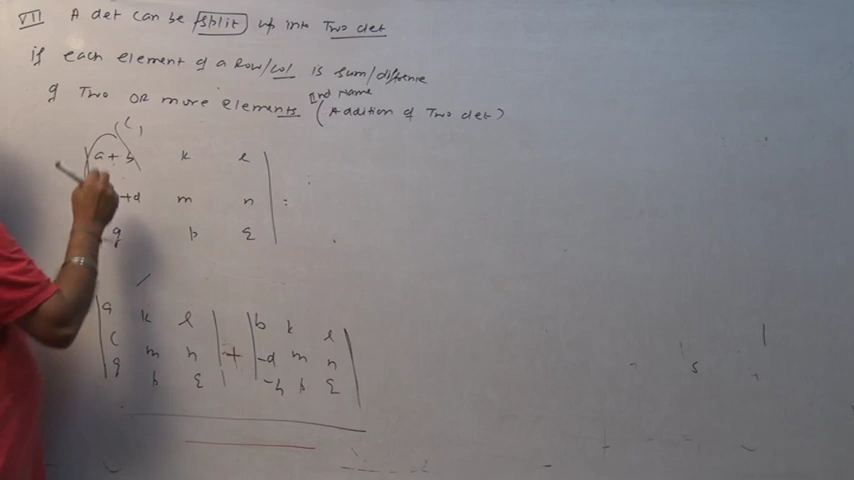 VII A det can be split up into Two det
if each element of a Row/Col is sum/difference
IInd Name
of Two OR more elements (Addition of Two det)
a + b k l
+d m n :
q p q
a k l b k l
c m n + -d m n
q p q -h p q
s